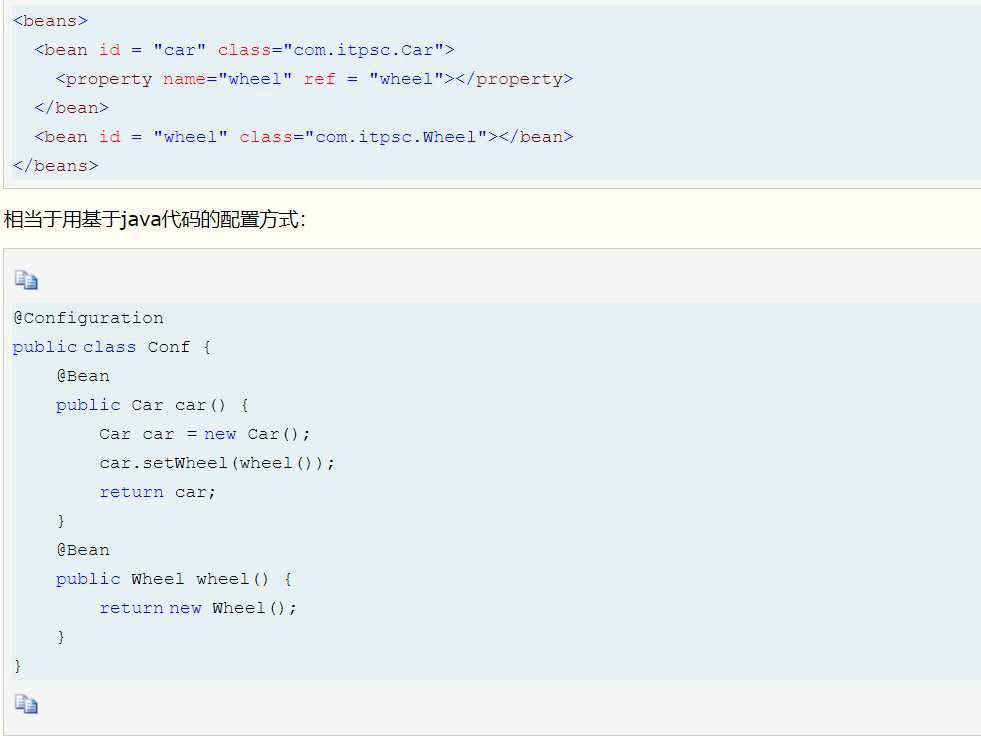 <beans>
  <bean id = "car" class="com.itpsc.Car">
    <property name="wheel" ref = "wheel"></property>
  </bean>
  <bean id = "wheel" class="com.itpsc.Wheel"></bean>
</beans>
相当于用基于java代码的配置方式：
@Configuration
public class Conf {
    @Bean
    public Car car() {
        Car car = new Car();
        car.setWheel(wheel());
        return car;
    }
    @Bean
    public Wheel wheel() {
        return new Wheel();
    }
}